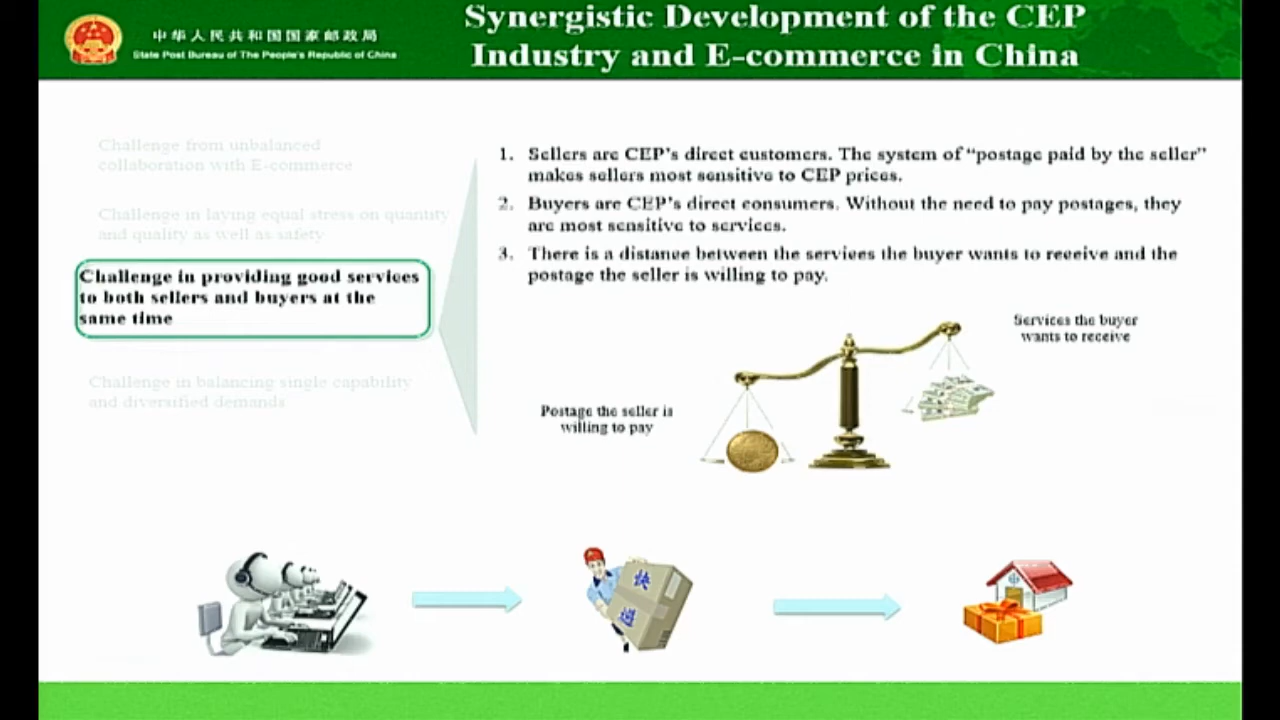 中华人民共和国国家邮政局
State Post Bureau of The People's Republic of China
Synergistic Development of the CEP
Industry and E-commerce in China
Challenge from unbalanced
collaboration with E-commerce
Challenge in laying equal stress on quantity
and quality as well as safety
Challenge in providing good services
to both sellers and buyers at the
same time
Challenge in balancing single capability
and diversified demands
1. Sellers are CEP's direct customers. The system of “postage paid by the seller”
makes sellers most sensitive to CEP prices.
2. Buyers are CEP's direct consumers. Without the need to pay postages, they
are most sensitive to services.
3. There is a distance between the services the buyer wants to receive and the
postage the seller is willing to pay.
Services the buyer
wants to receive
Postage the seller is
willing to pay
快
递